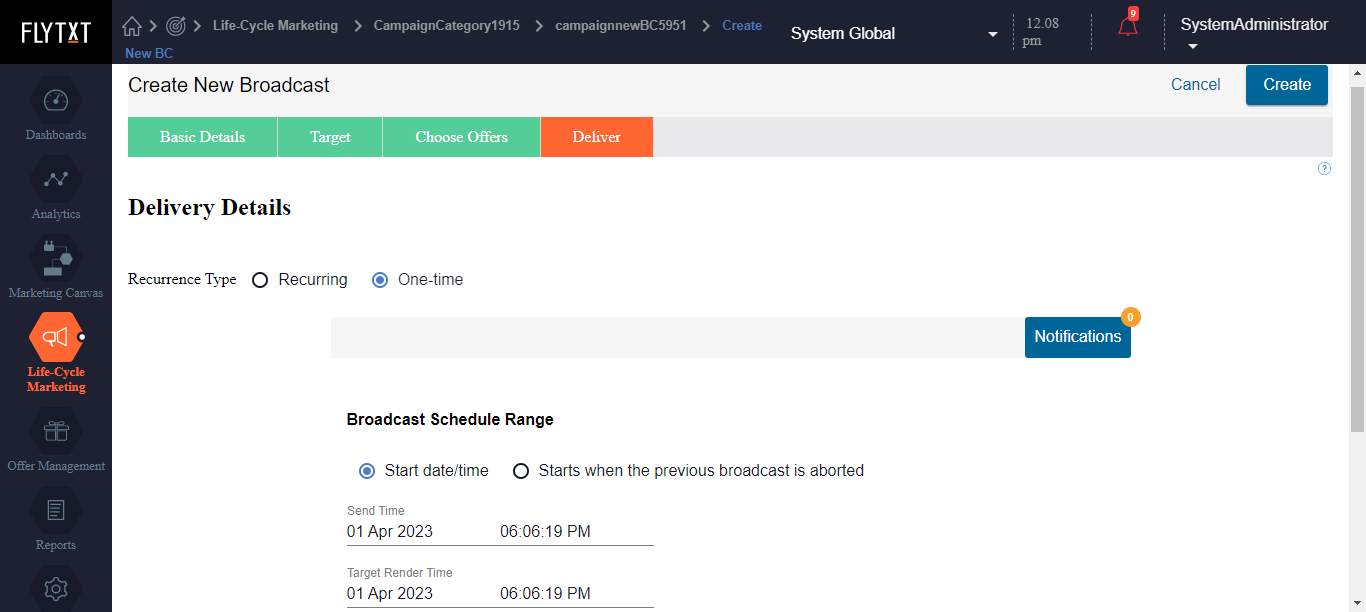 FLYTXT
Life-Cycle Marketing CampaignCategory1915 campaignnewBC5951 Create
New BC
System Global
12.08
pm
9
SystemAdministrator
Create New Broadcast
Cancel
Create
Basic Details
Target
Choose Offers
Deliver
?
Dashboards
Analytics
Marketing Canvas
Life-Cycle
Marketing
Offer Management
Reports
Delivery Details
Recurrence Type Recurring One-time
0
Notifications
Broadcast Schedule Range
Start date/time Starts when the previous broadcast is aborted
Send Time
01 Apr 2023 06:06:19 PM
Target Render Time
01 Apr 2023 06:06:19 PM